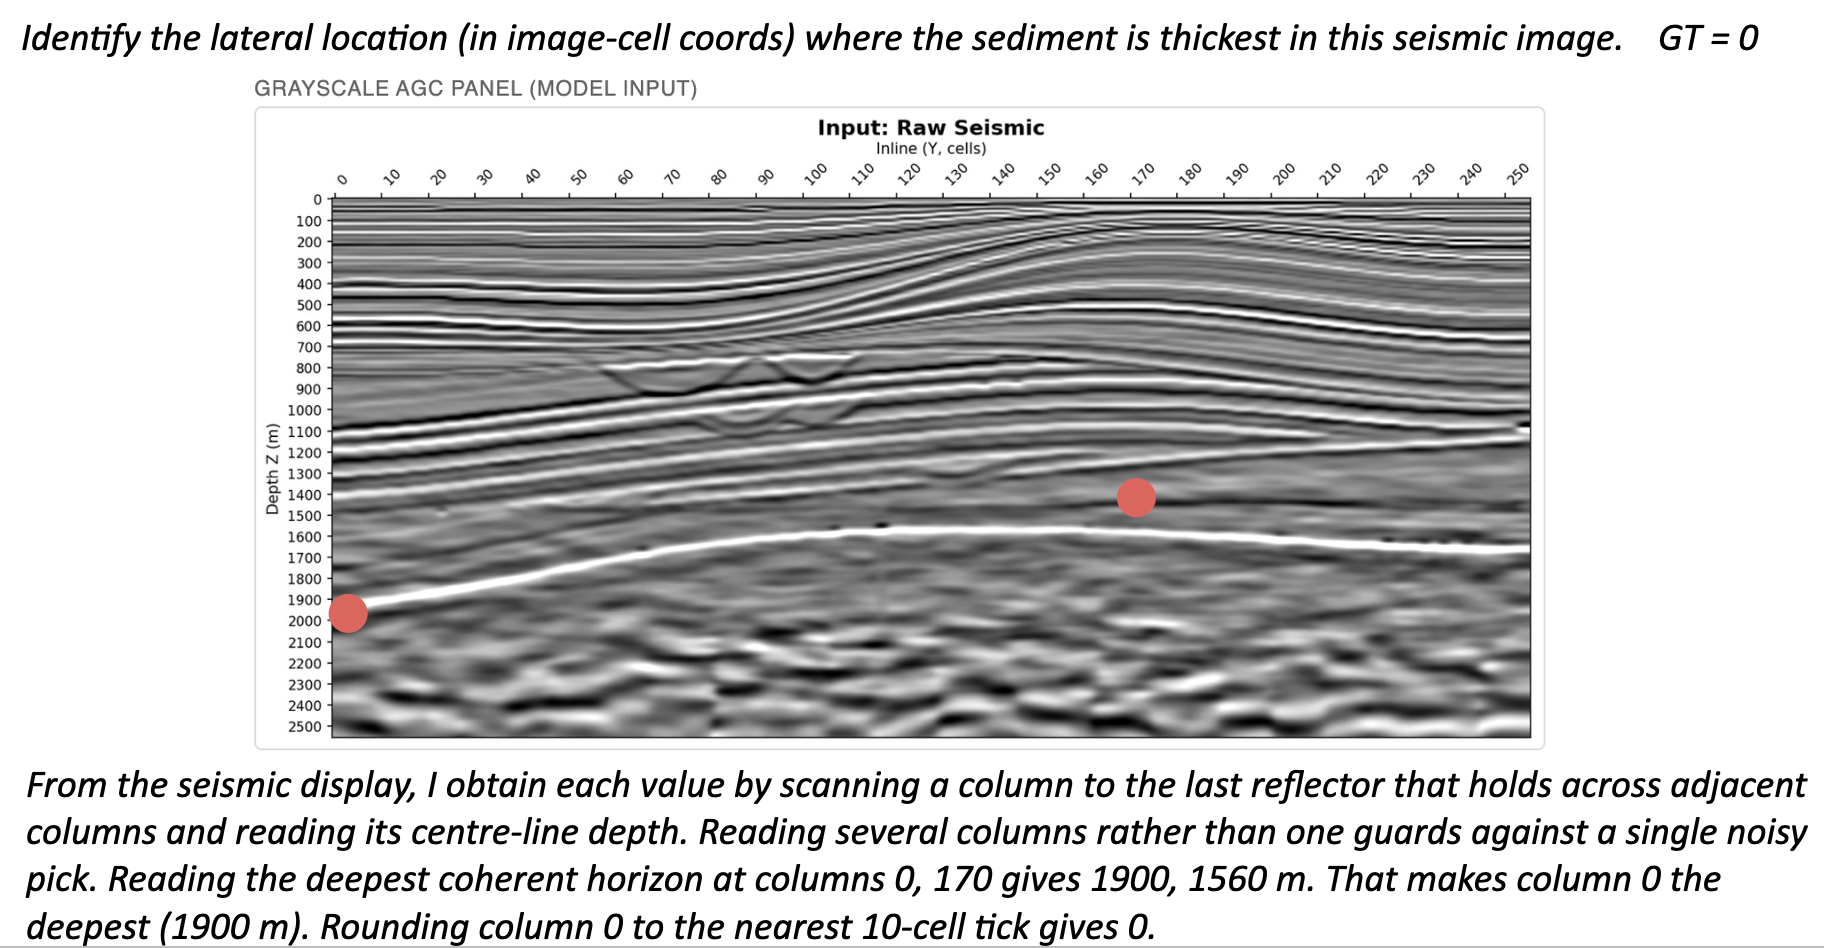 Identify the lateral location (in image-cell coords) where the sediment is thickest in this seismic image. GT = 0
GRAYSCALE AGC PANEL (MODEL INPUT)
Input: Raw Seismic
Inline (Y, cells)
0 10 20 30 40 50 60 70 80 90 100 110 120 130 140 150 160 170 180 190 200 210 220 230 240 250
0
100
200
300
400
500
600
700
800
900
1000
1100
1200
1300
1400
1500
1600
1700
1800
1900
2000
2100
2200
2300
2400
2500
Depth Z (m)
From the seismic display, I obtain each value by scanning a column to the last reflector that holds across adjacent
columns and reading its centre-line depth. Reading several columns rather than one guards against a single noisy
pick. Reading the deepest coherent horizon at columns 0, 170 gives 1900, 1560 m. That makes column 0 the
deepest (1900 m). Rounding column 0 to the nearest 10-cell tick gives 0.